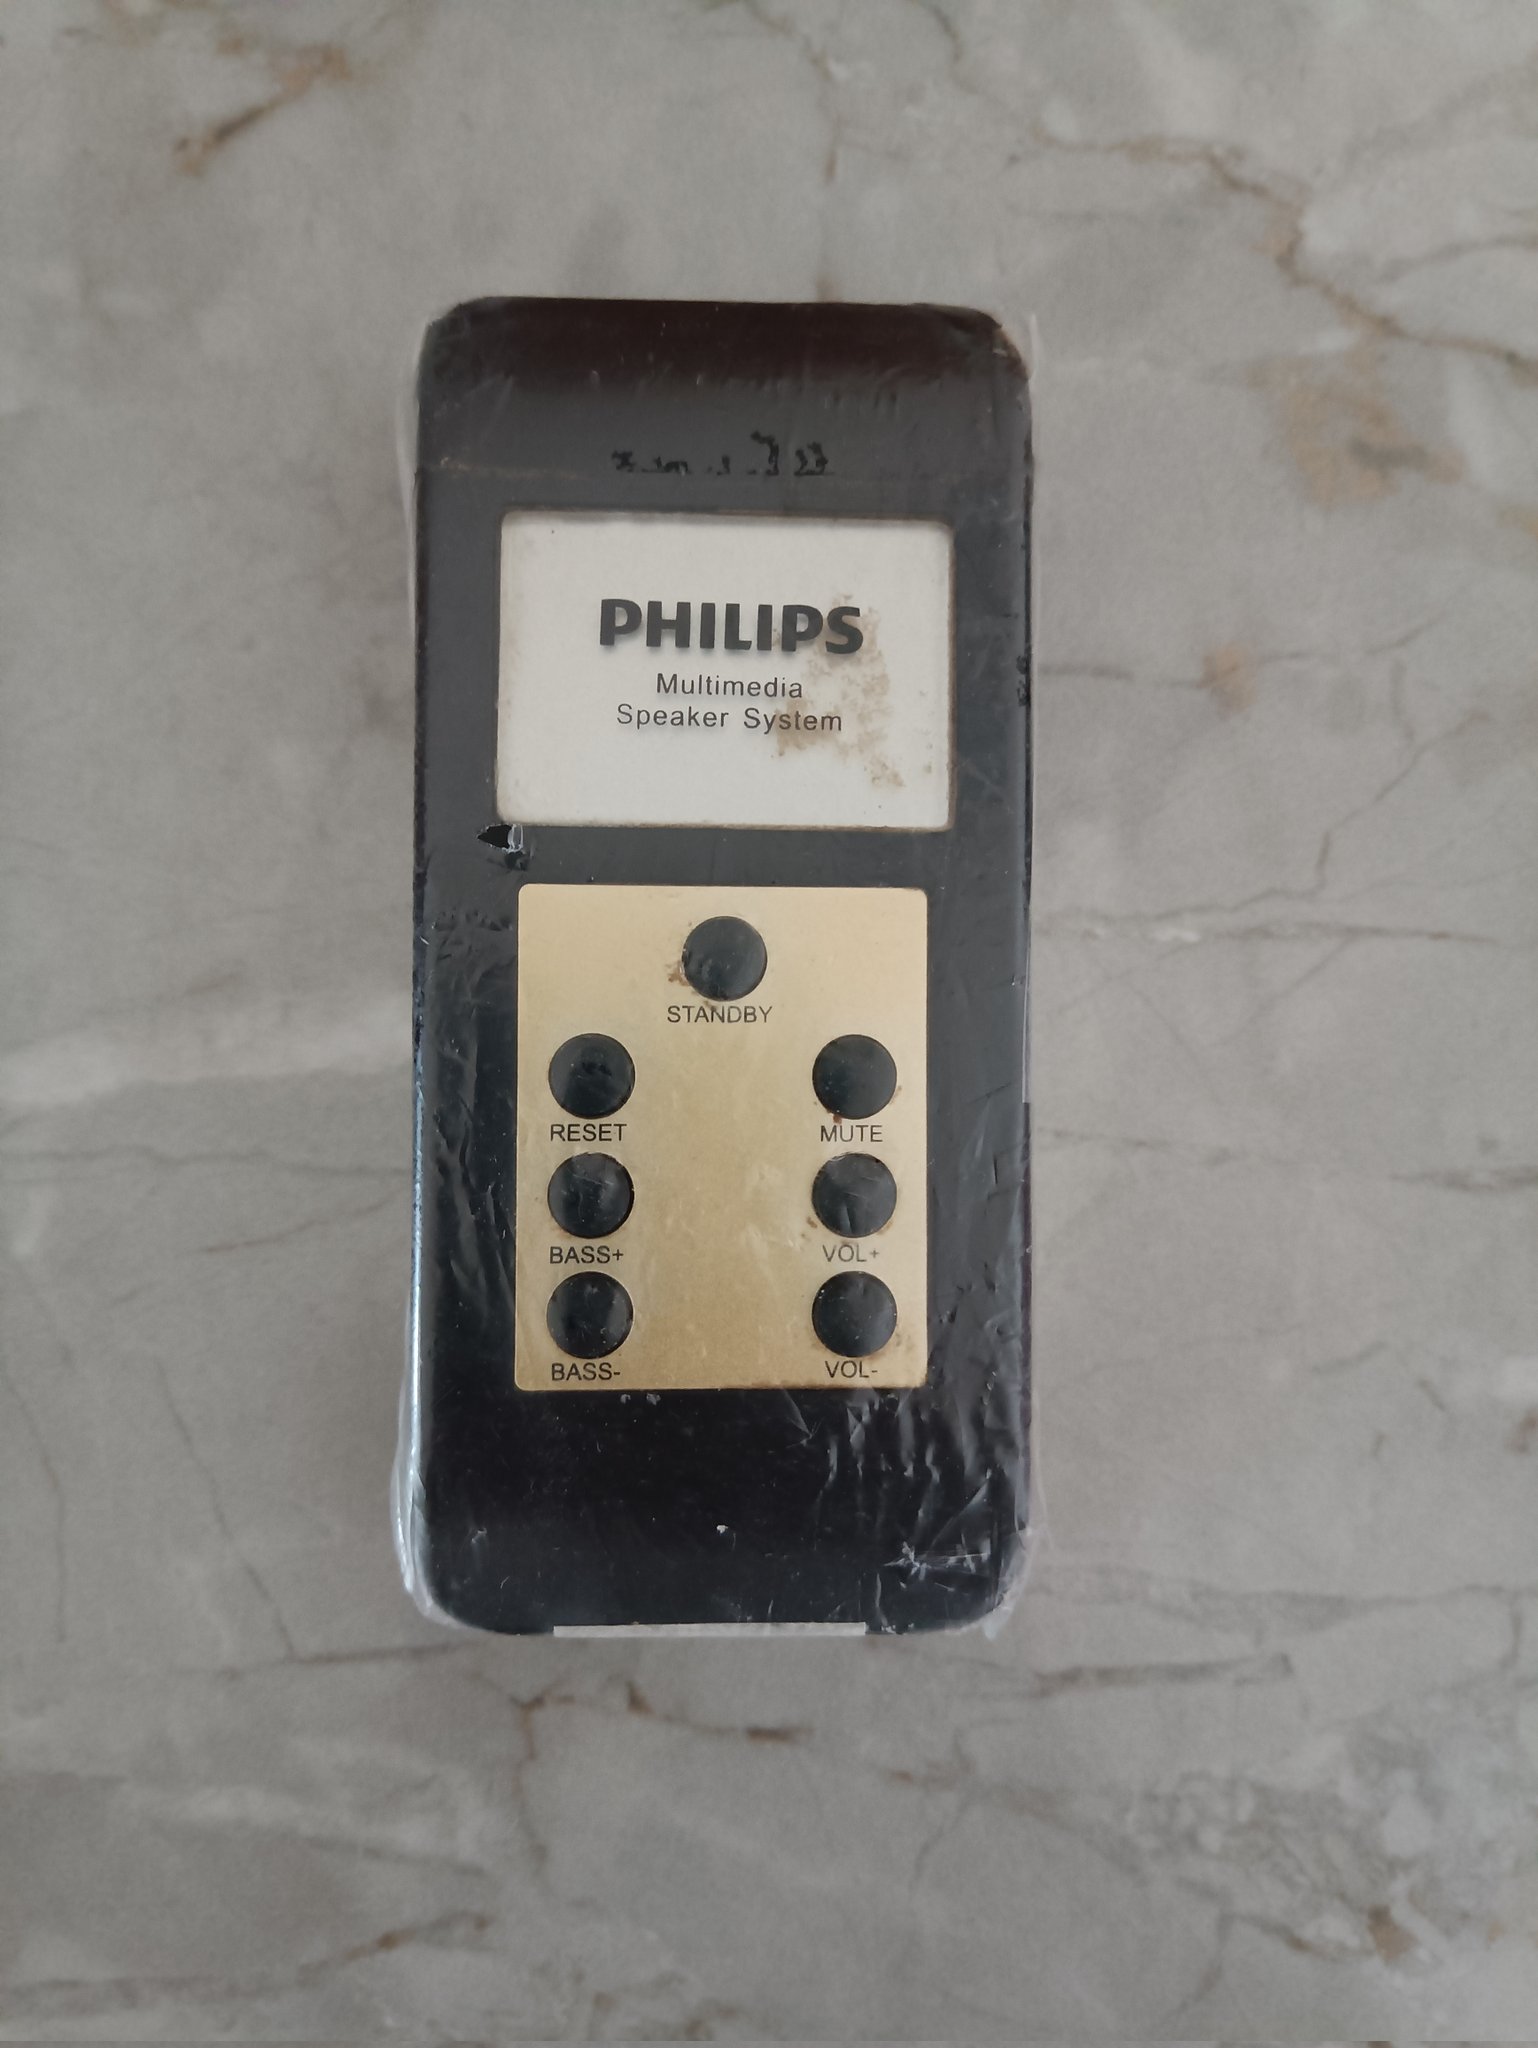 PHILIPS
Multimedia
Speaker System
STANDBY
RESET MUTE
BASS+ VOL+
BASS- VOL-